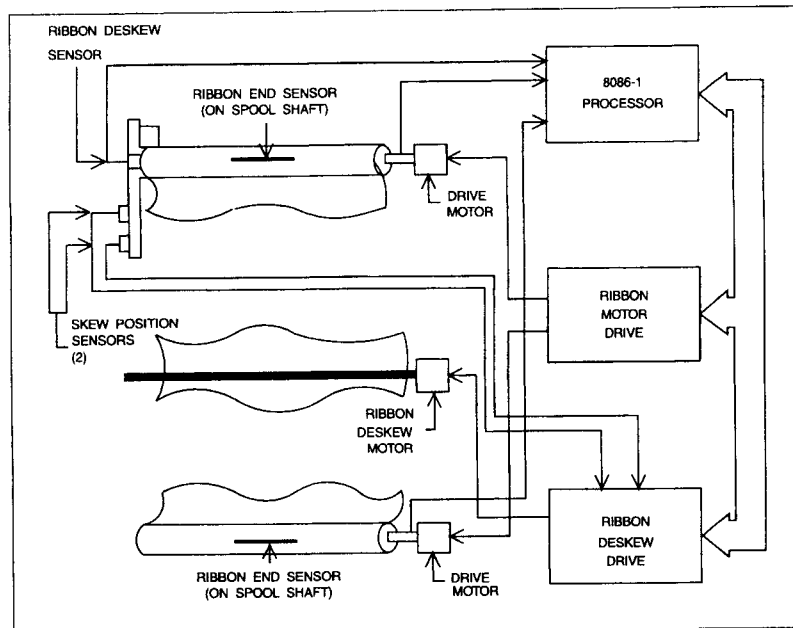 RIBBON DESKEW
SENSOR
RIBBON END SENSOR
(ON SPOOL SHAFT)
8086-1
PROCESSOR
DRIVE
MOTOR
SKEW POSITION
SENSORS
(2)
RIBBON
MOTOR
DRIVE
RIBBON
DESKEW
MOTOR
RIBBON
DESKEW
DRIVE
RIBBON END SENSOR
(ON SPOOL SHAFT)
DRIVE
MOTOR